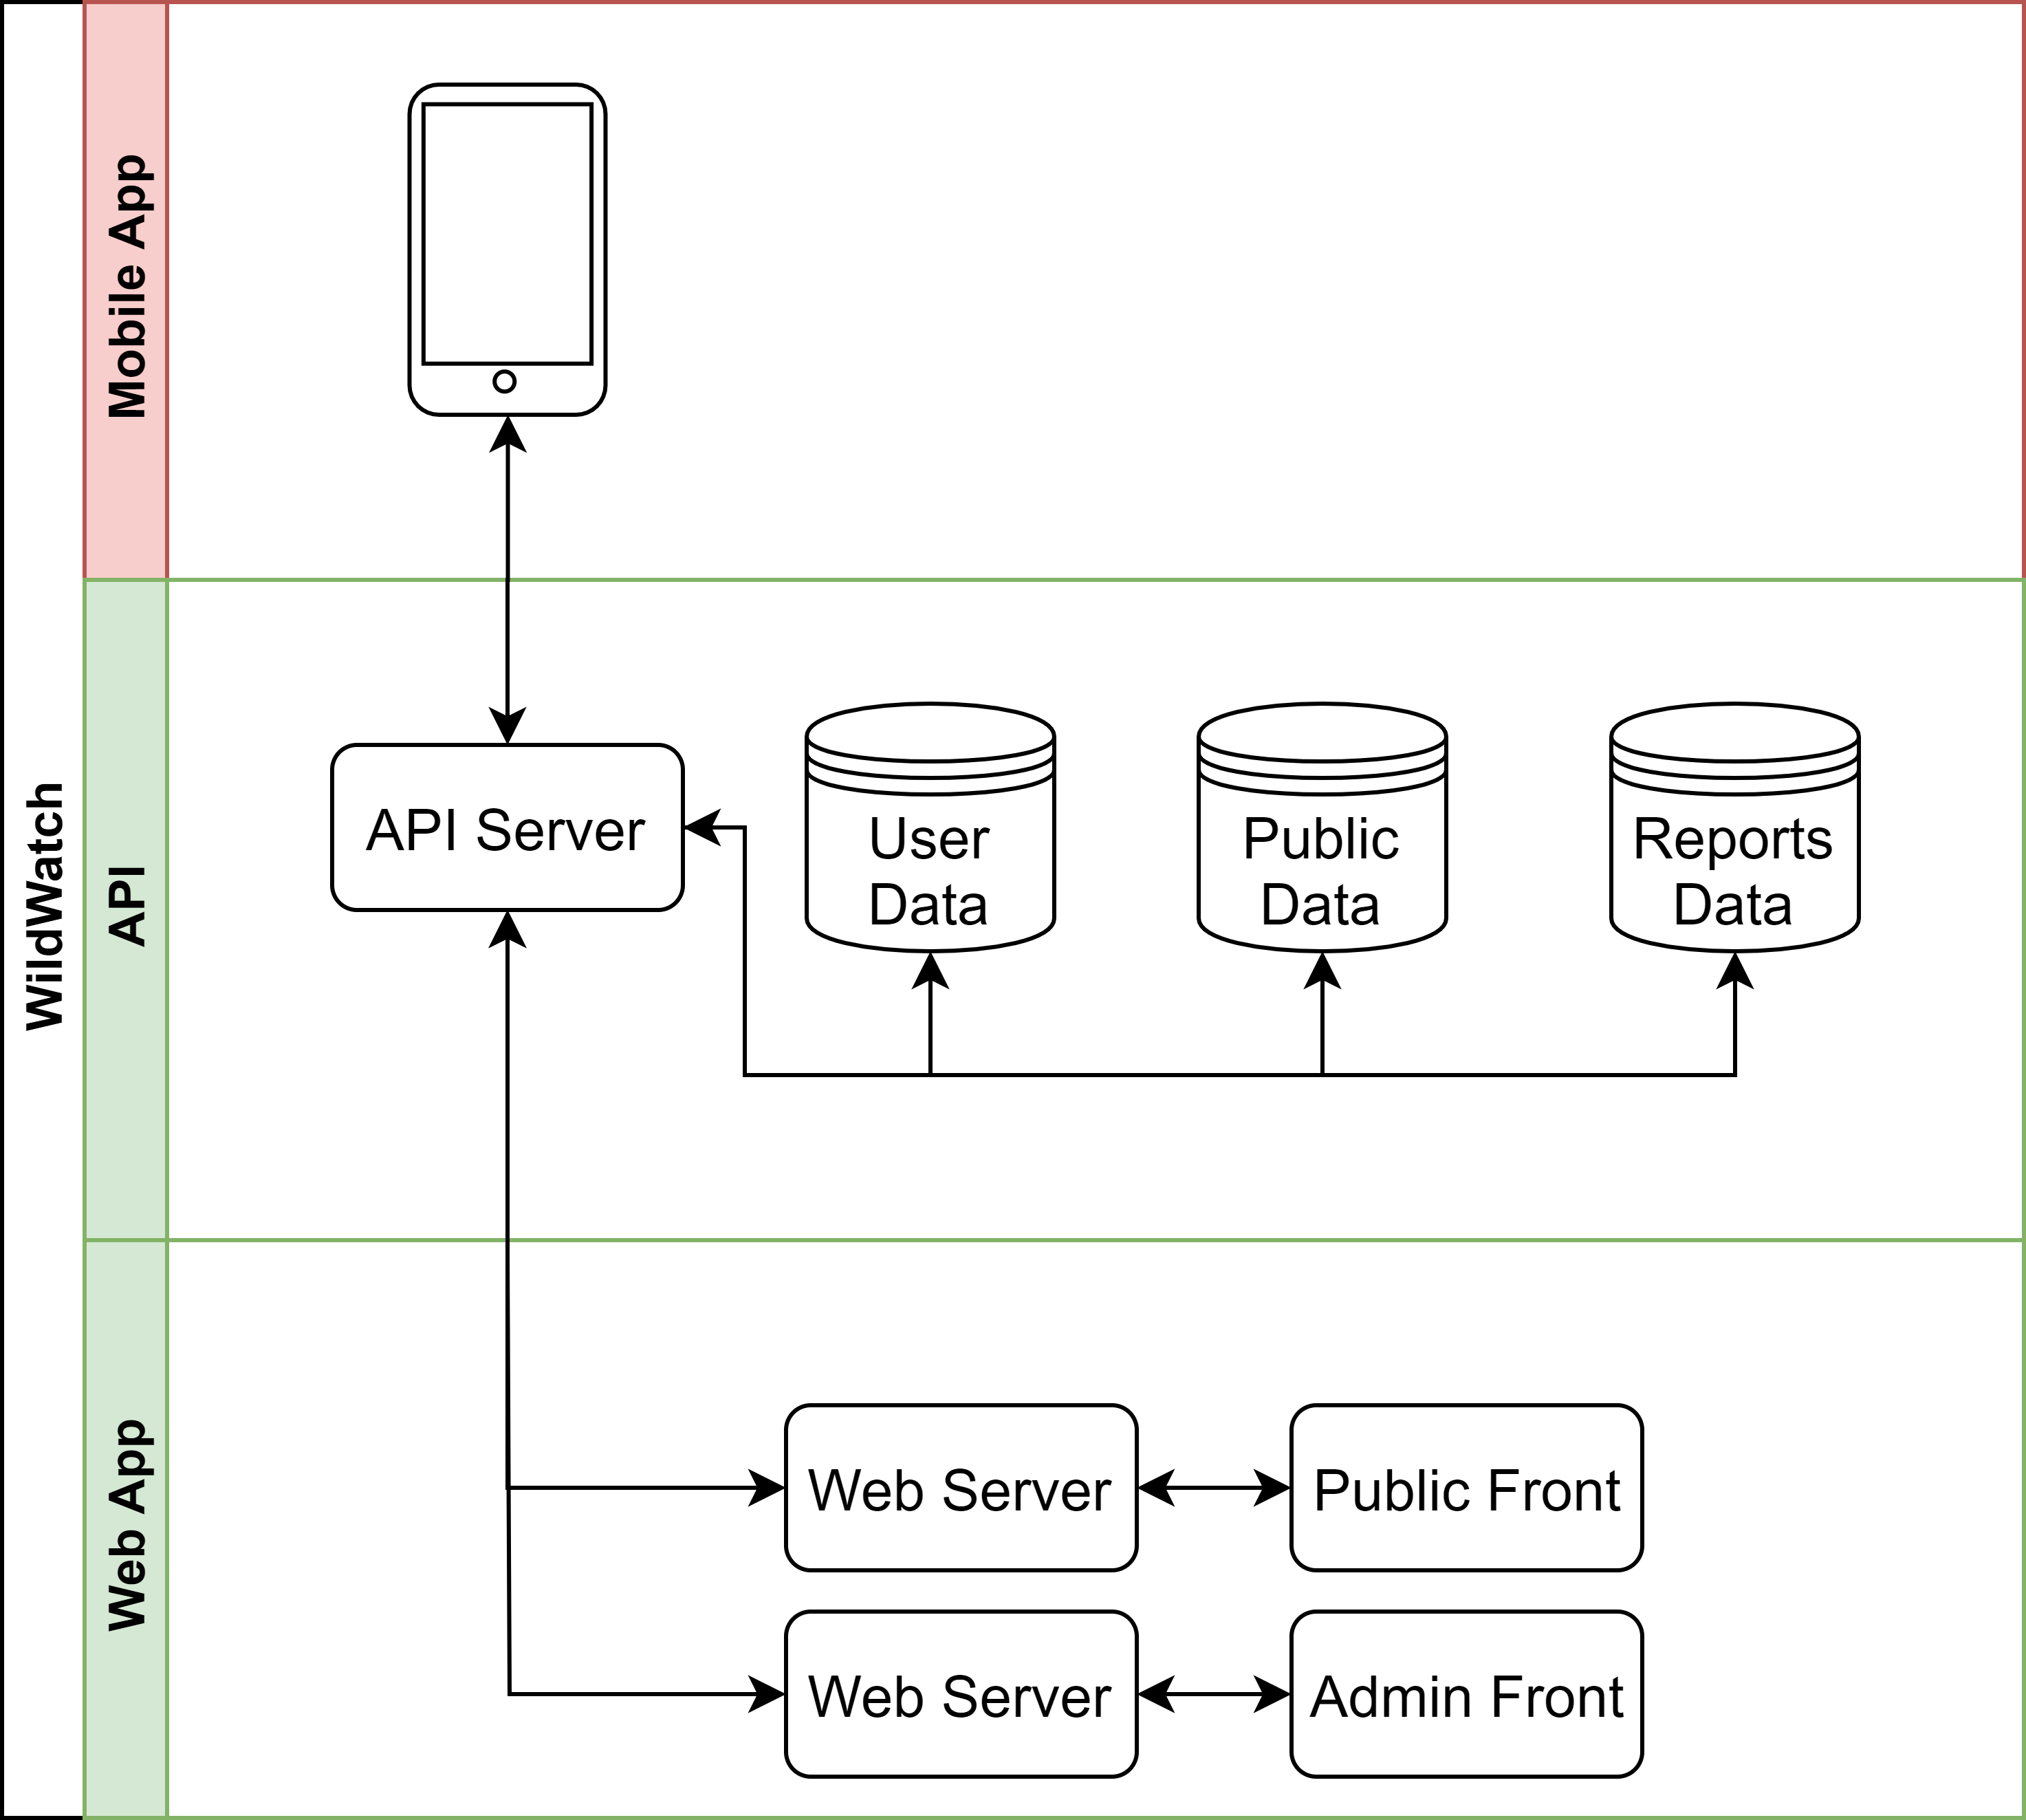 WildWatch
Mobile App
API
API Server
User
Data
Public
Data
Reports
Data
Web App
Web Server
Public Front
Web Server
Admin Front